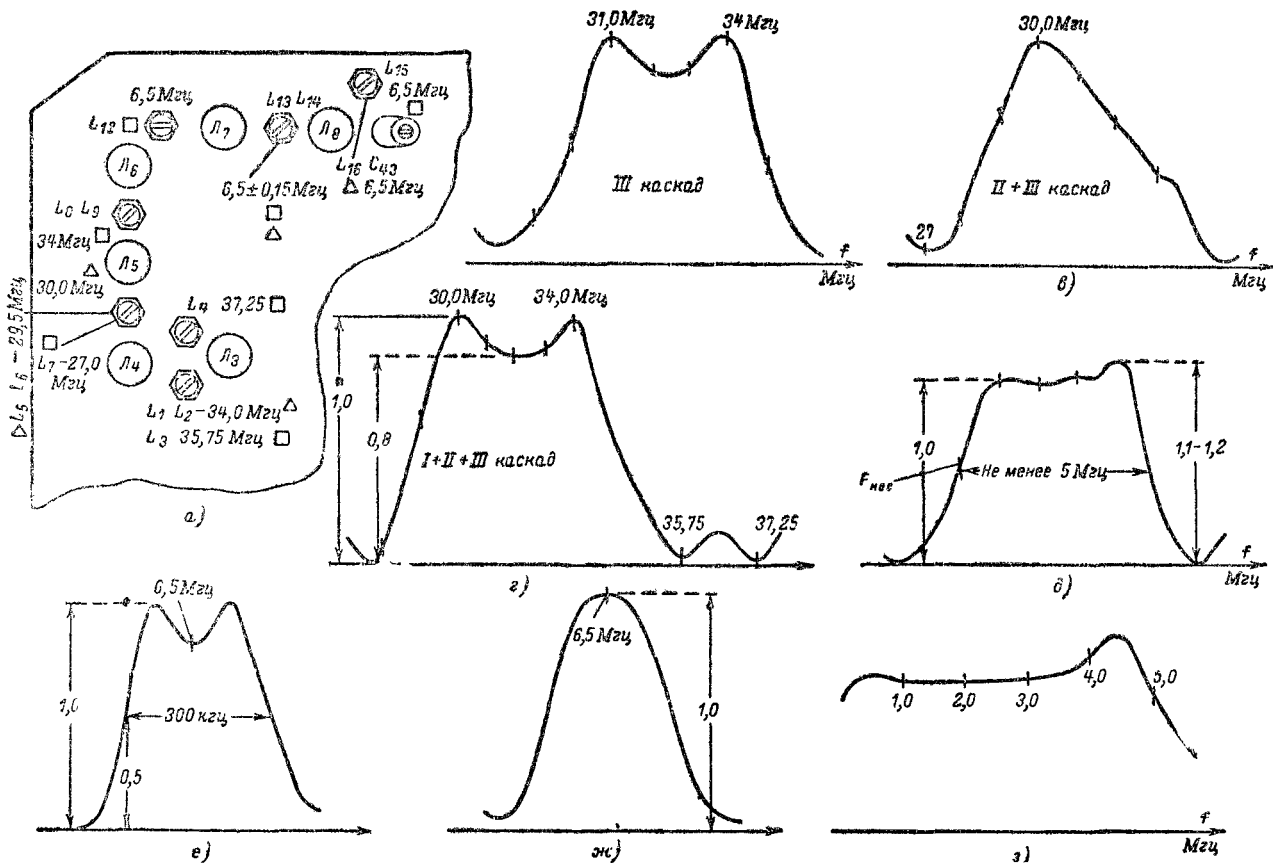 6,5 Мгц
L13 L14
L15
6,5 Мгц
L12
Л7
Л8
Л6
L16 C43
6,5 Мгц
6,5±0,15 Мгц
L8 L9
34 Мгц
Л5
30,0 Мгц
L5 L6 – 29,5 Мгц
L4 37,25
L7 – 27,0
Мгц
Л4
Л3
L1 L2 – 34,0 Мгц
L3 35,75 Мгц
а)
31,0 Мгц
34 Мгц
III каскад
f
Мгц
30,0 Мгц
II + III каскад
27
f
Мгц
в)
30,0 Мгц
34,0 Мгц
1,0
0,8
I + II + III каскад
35,75
37,25
г)
1,0
1,1–1,2
Fнес
Не менее 5 Мгц
f
Мгц
д)
6,5 Мгц
1,0
300 кгц
0,5
е)
6,5 Мгц
1,0
ж)
1,0
2,0
3,0
4,0
5,0
f
Мгц
з)